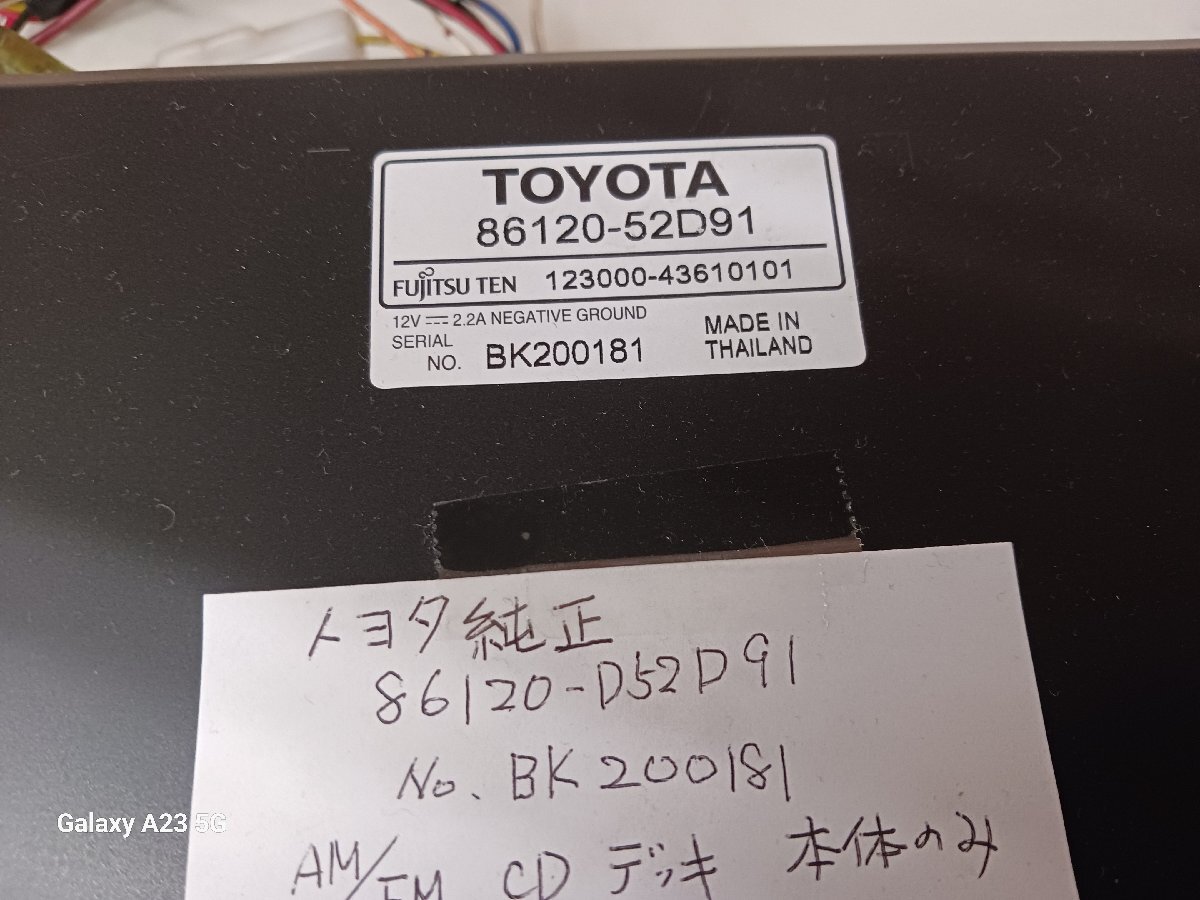 TOYOTA
86120-52D91
FUJITSU TEN 123000-43610101
12V 2.2A NEGATIVE GROUND
SERIAL NO. BK200181
MADE IN THAILAND
トヨタ純正
86120-D52D91
No. BK200181
AM/FM CD デッキ 本体のみ
Galaxy A23 5G